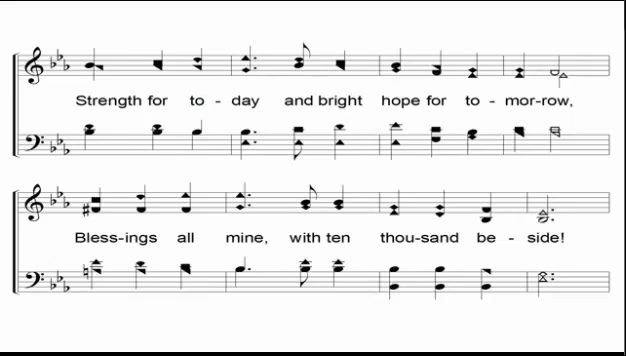 Strength for to - day and bright hope for to - mor-row,
Bless-ings all mine, with ten thou-sand be - side!